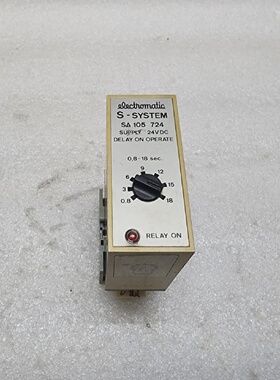 electromatic
S-SYSTEM
SA 105 724
SUPPLY 24VDC
DELAY ON OPERATE
0.8-18 sec.
9
6 12
3 15
0.8 18
RELAY ON